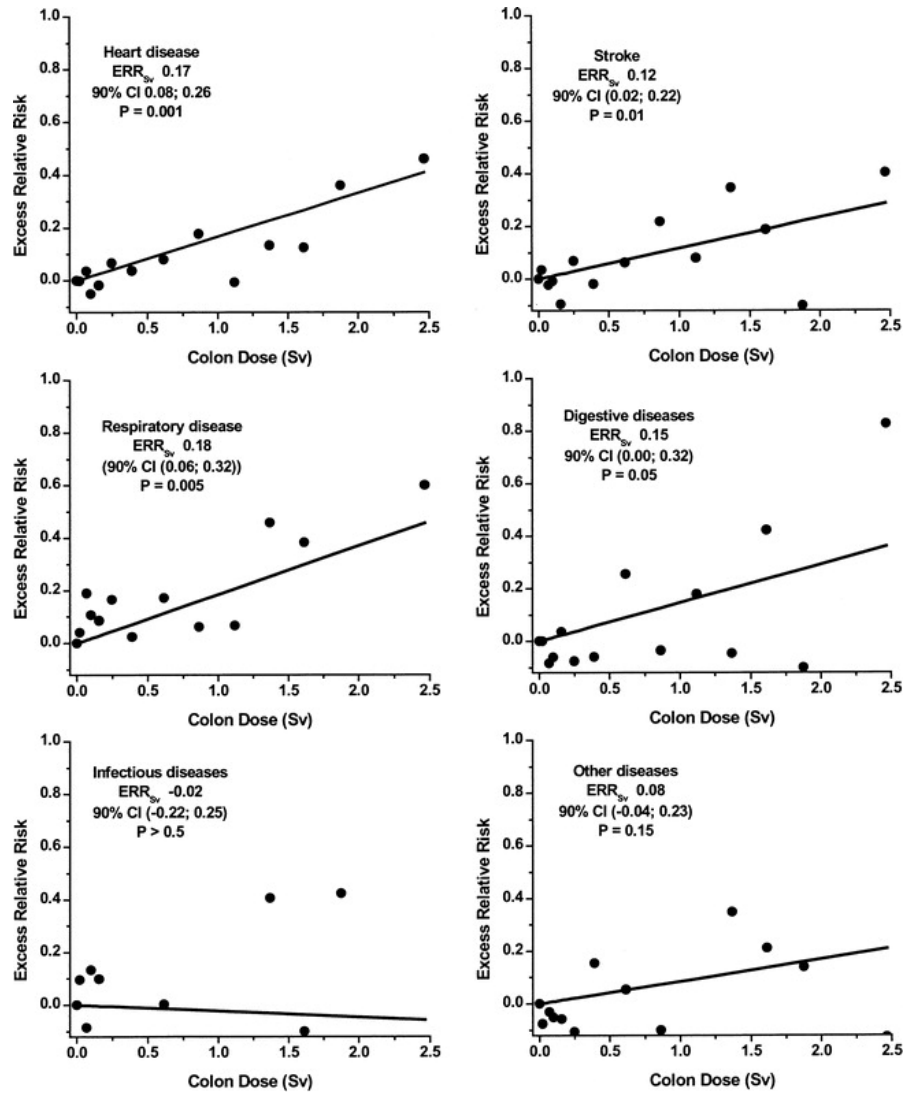 Heart disease
ERRSv 0.17
90% CI 0.08; 0.26
P = 0.001
Excess Relative Risk
1.0
0.8
0.6
0.4
0.2
0.0
0.0 0.5 1.0 1.5 2.0 2.5
Colon Dose (Sv)
Stroke
ERRSv 0.12
90% CI (0.02; 0.22)
P = 0.01
Excess Relative Risk
1.0
0.8
0.6
0.4
0.2
0.0
0.0 0.5 1.0 1.5 2.0 2.5
Colon Dose (Sv)
Respiratory disease
ERRSv 0.18
(90% CI (0.06; 0.32))
P = 0.005
Excess Relative Risk
1.0
0.8
0.6
0.4
0.2
0.0
0.0 0.5 1.0 1.5 2.0 2.5
Colon Dose (Sv)
Digestive diseases
ERRSv 0.15
90% CI (0.00; 0.32)
P = 0.05
Excess Relative Risk
1.0
0.8
0.6
0.4
0.2
0.0
0.0 0.5 1.0 1.5 2.0 2.5
Colon Dose (Sv)
Infectious diseases
ERRSv -0.02
90% CI (-0.22; 0.25)
P > 0.5
Excess Relative Risk
1.0
0.8
0.6
0.4
0.2
0.0
0.0 0.5 1.0 1.5 2.0 2.5
Colon Dose (Sv)
Other diseases
ERRSv 0.08
90% CI (-0.04; 0.23)
P = 0.15
Excess Relative Risk
1.0
0.8
0.6
0.4
0.2
0.0
0.0 0.5 1.0 1.5 2.0 2.5
Colon Dose (Sv)